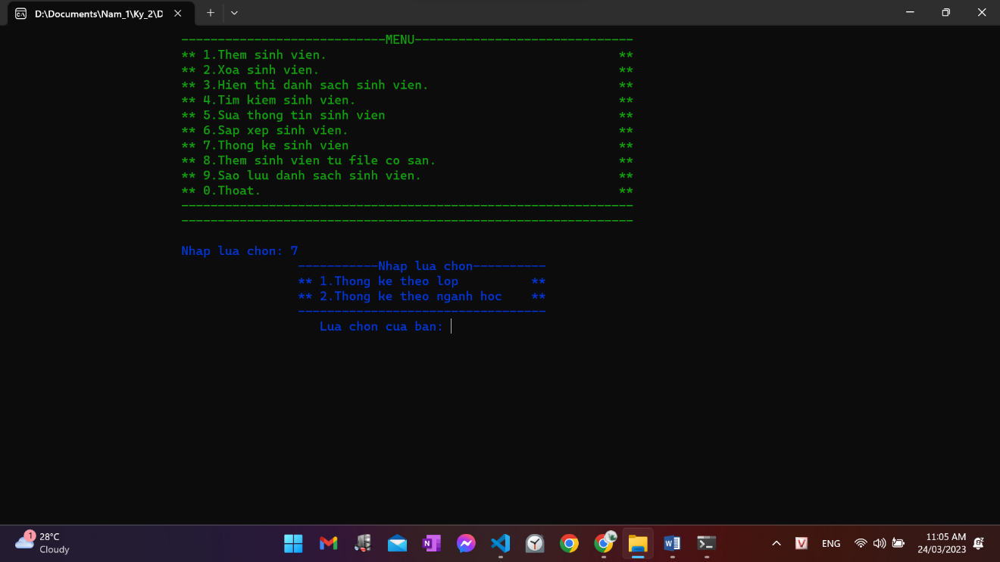 D:\Documents\Nam_1\Ky_2\D
----------------------------MENU------------------------------
** 1.Them sinh vien. **
** 2.Xoa sinh vien. **
** 3.Hien thi danh sach sinh vien. **
** 4.Tim kiem sinh vien. **
** 5.Sua thong tin sinh vien **
** 6.Sap xep sinh vien. **
** 7.Thong ke sinh vien **
** 8.Them sinh vien tu file co san. **
** 9.Sao luu danh sach sinh vien. **
** 0.Thoat. **
--------------------------------------------------------------
--------------------------------------------------------------
Nhap lua chon: 7
-----------Nhap lua chon----------
** 1.Thong ke theo lop **
** 2.Thong ke theo nganh hoc **
----------------------------------
Lua chon cua ban:
1
28°C
Cloudy
ENG
11:05 AM
24/03/2023